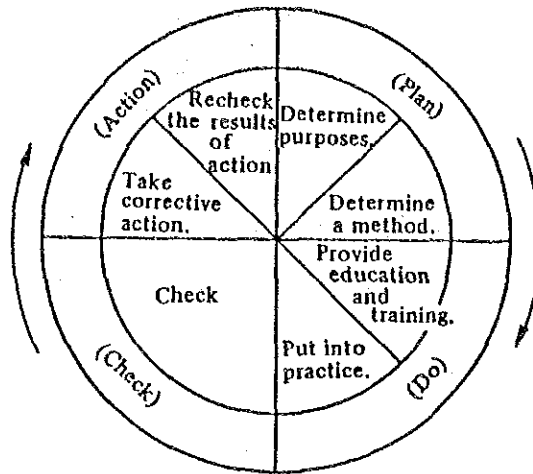 (Plan)
Determine
purposes.
Determine
a method.
(Do)
Provide
education
and
training.
Put into
practice.
(Check)
Check
(Action)
Take
corrective
action.
Recheck
the results
of
action